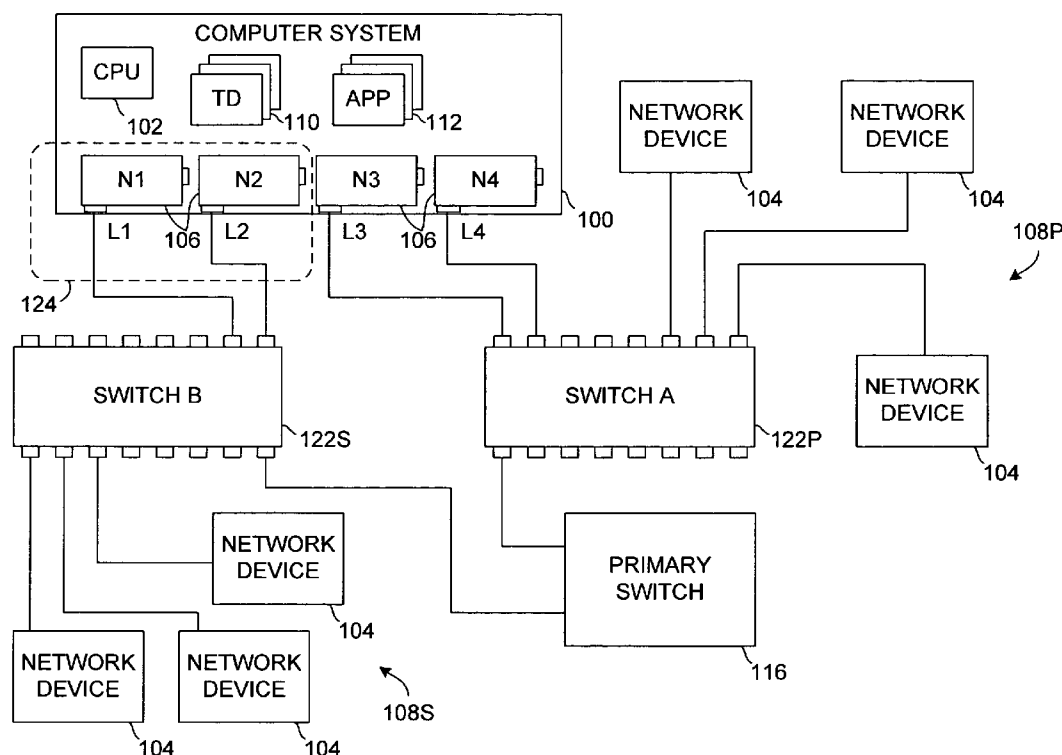 COMPUTER SYSTEM
CPU
TD
APP
102
110
112
NETWORK
DEVICE
NETWORK
DEVICE
104
104
N1
N2
N3
N4
106
106
100
L1
L2
L3
L4
108P
124
SWITCH B
SWITCH A
NETWORK
DEVICE
122S
122P
104
NETWORK
DEVICE
PRIMARY
SWITCH
104
NETWORK
DEVICE
NETWORK
DEVICE
116
108S
104
104